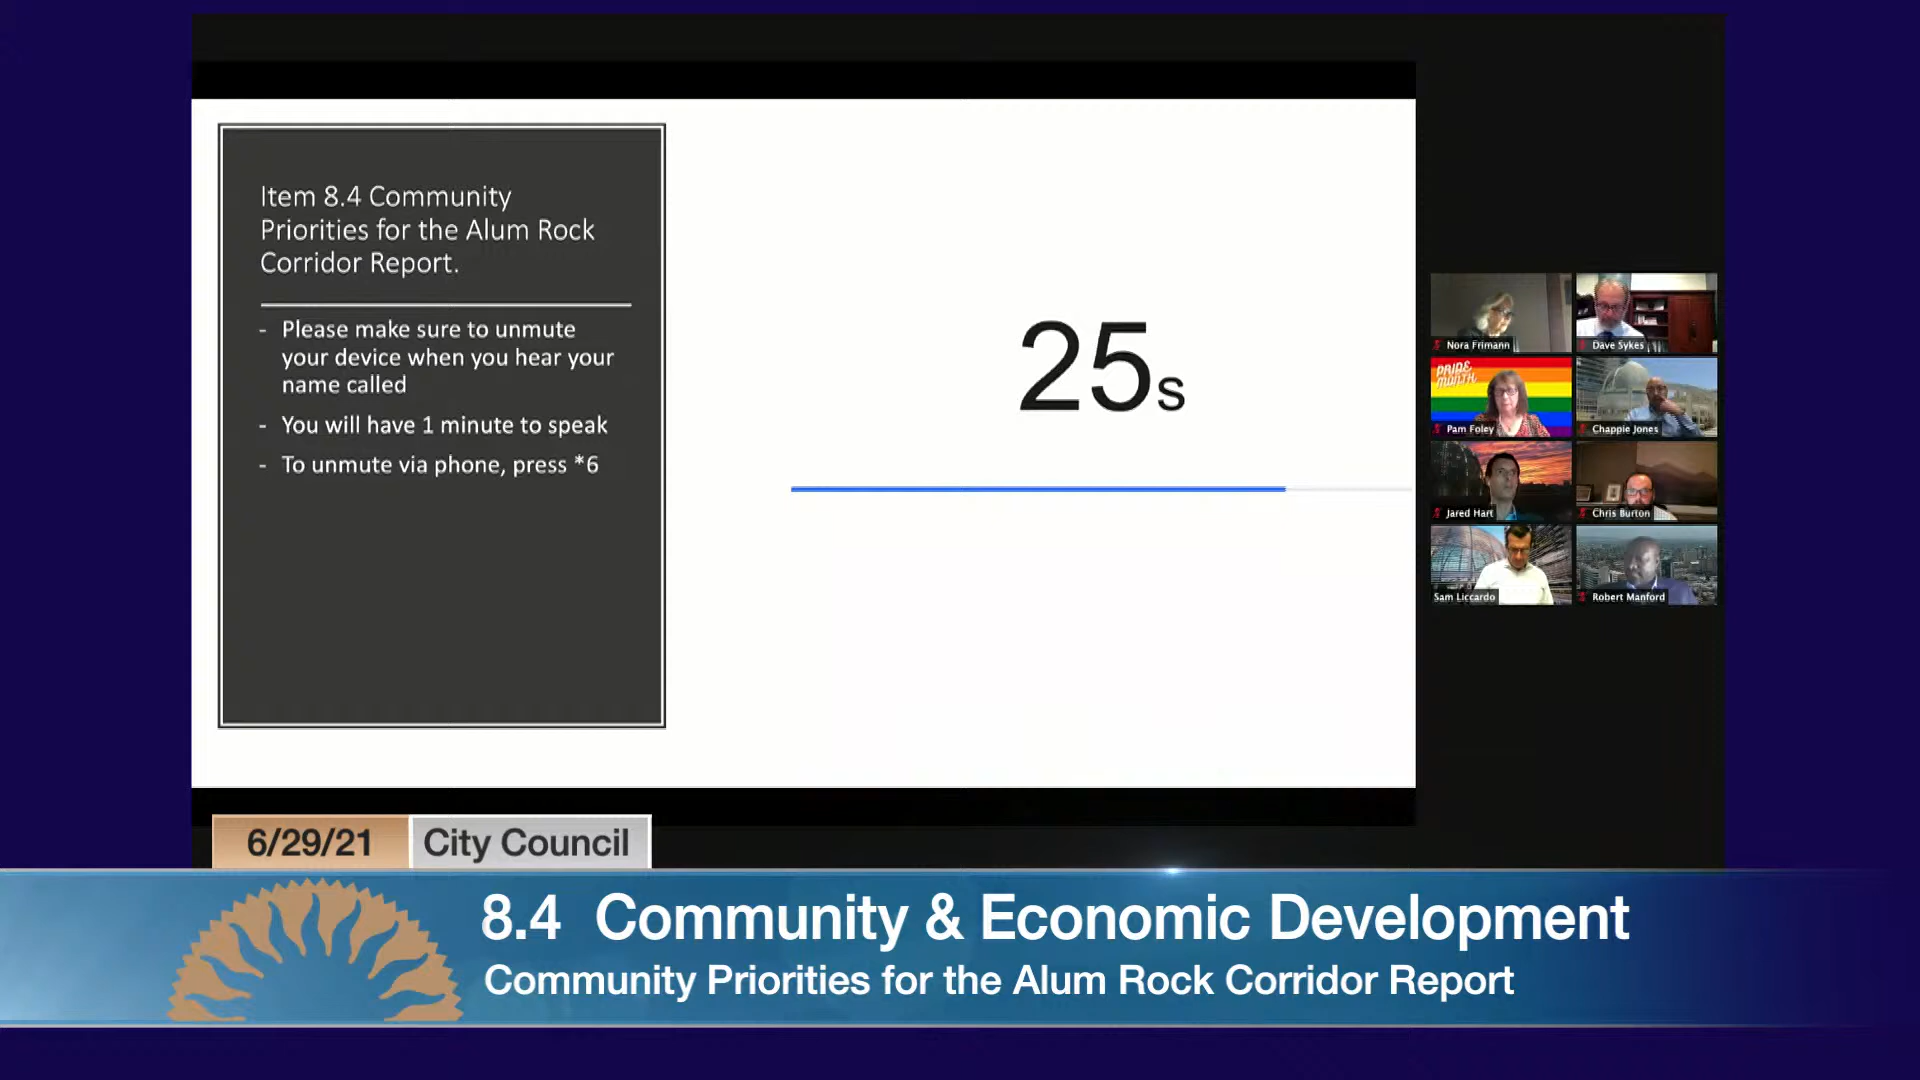 Item 8.4 Community
Priorities for the Alum Rock
Corridor Report.
- Please make sure to unmute
your device when you hear your
name called
- You will have 1 minute to speak
- To unmute via phone, press *6
25s
Nora Frimann
Dave Sykes
PRIDE
MONTH
Pam Foley
Chappie Jones
Jared Hart
Chris Burton
Sam Liccardo
Robert Manford
6/29/21
City Council
8.4 Community & Economic Development
Community Priorities for the Alum Rock Corridor Report